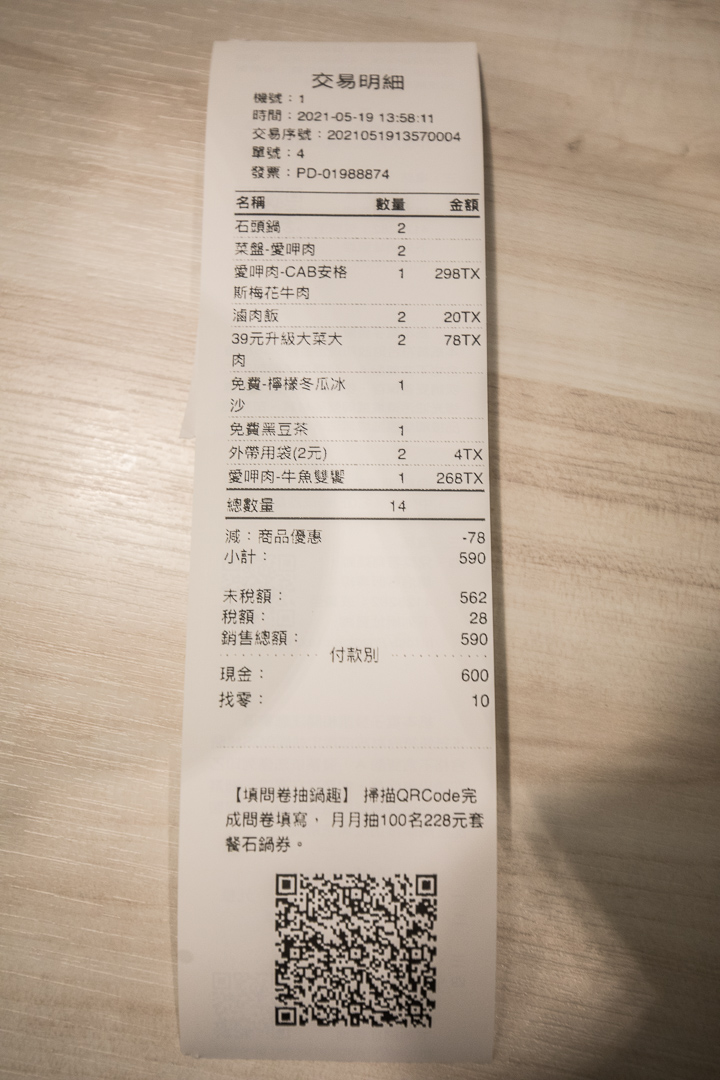 交易明細
機號：1
時間：2021-05-19 13:58:11
交易序號：2021051913570004
單號：4
發票：PD-01988874
名稱 數量 金額
石頭鍋 2
菜盤-愛呷肉 2
愛呷肉-CAB安格 1 298TX
斯梅花牛肉
滷肉飯 2 20TX
39元升級大菜大 2 78TX
肉
免費-檸檬冬瓜冰 1
沙
免費黑豆茶 1
外帶用袋(2元) 2 4TX
愛呷肉-牛魚雙饗 1 268TX
總數量 14
減：商品優惠 -78
小計： 590
未稅額： 562
稅額： 28
銷售總額： 590
付款別
現金： 600
找零： 10
【填問卷抽鍋趣】 掃描QRCode完
成問卷填寫，月月抽100名228元套
餐石鍋券。